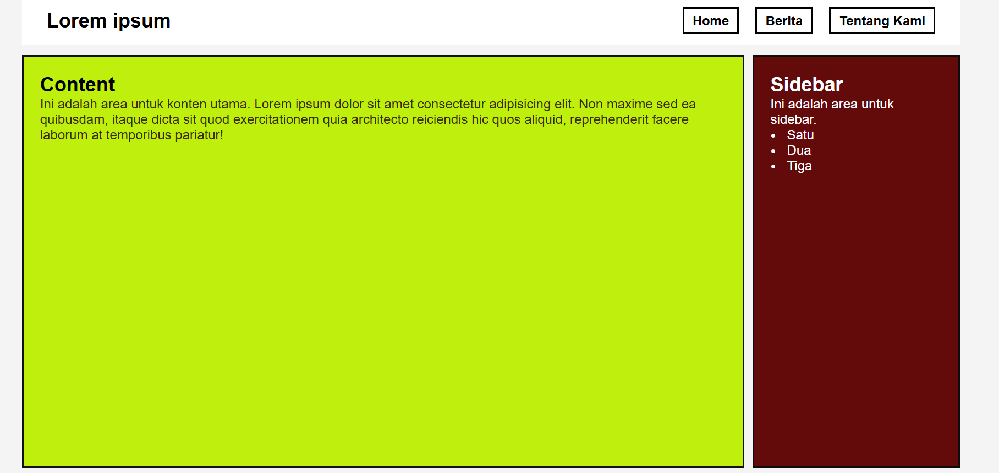 Lorem ipsum
Home
Berita
Tentang Kami
Content
Ini adalah area untuk konten utama. Lorem ipsum dolor sit amet consectetur adipisicing elit. Non maxime sed ea
quibusdam, itaque dicta sit quod exercitationem quia architecto reiciendis hic quos aliquid, reprehenderit facere
laborum at temporibus pariatur!
Sidebar
Ini adalah area untuk
sidebar.
• Satu
• Dua
• Tiga